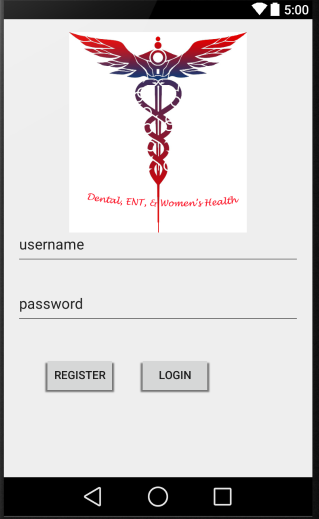 5:00
Dental, ENT, & Women's Health
username
password
REGISTER
LOGIN